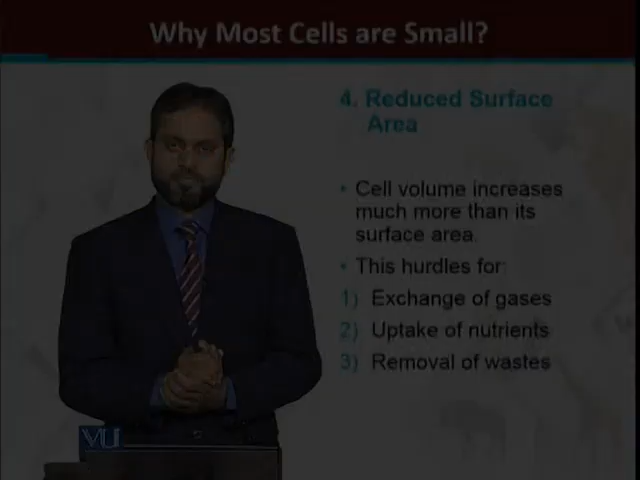 Why Most Cells are Small?
4. Reduced Surface
Area
• Cell volume increases
much more than its
surface area.
• This hurdles for:
1) Exchange of gases
2) Uptake of nutrients
3) Removal of wastes
VU